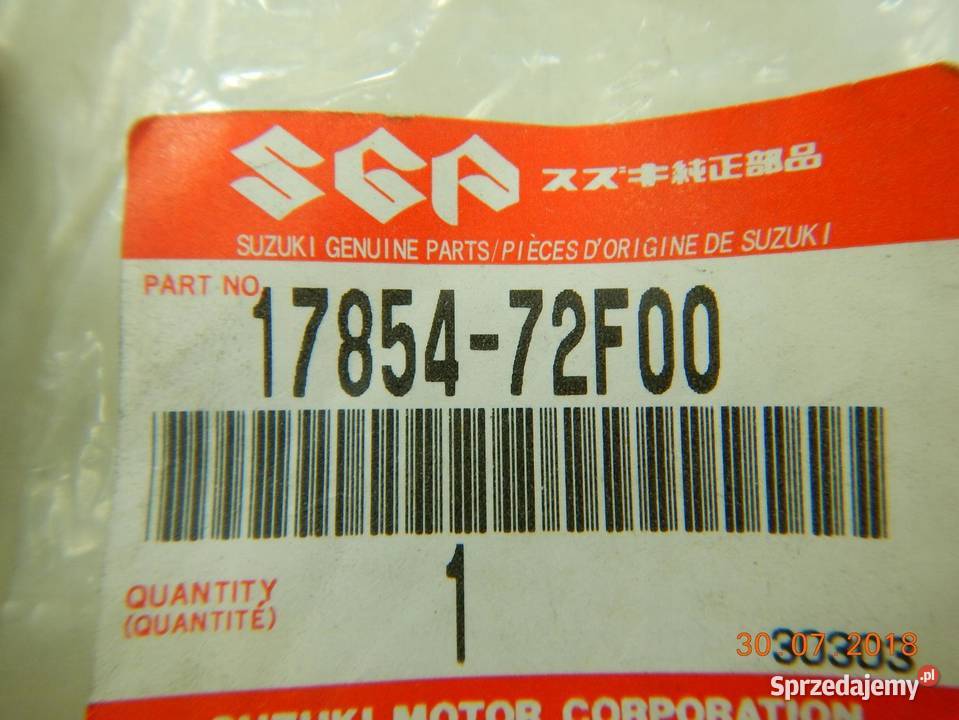 SGP スズキ純正部品
SUZUKI GENUINE PARTS/PIÈCES D'ORIGINE DE SUZUKI
PART NO.
17854-72F00
QUANTITY
(QUANTITÉ)
1
30.07.2018
30303
Sprzedajemy.pl
SUZUKI MOTOR CORPORATION